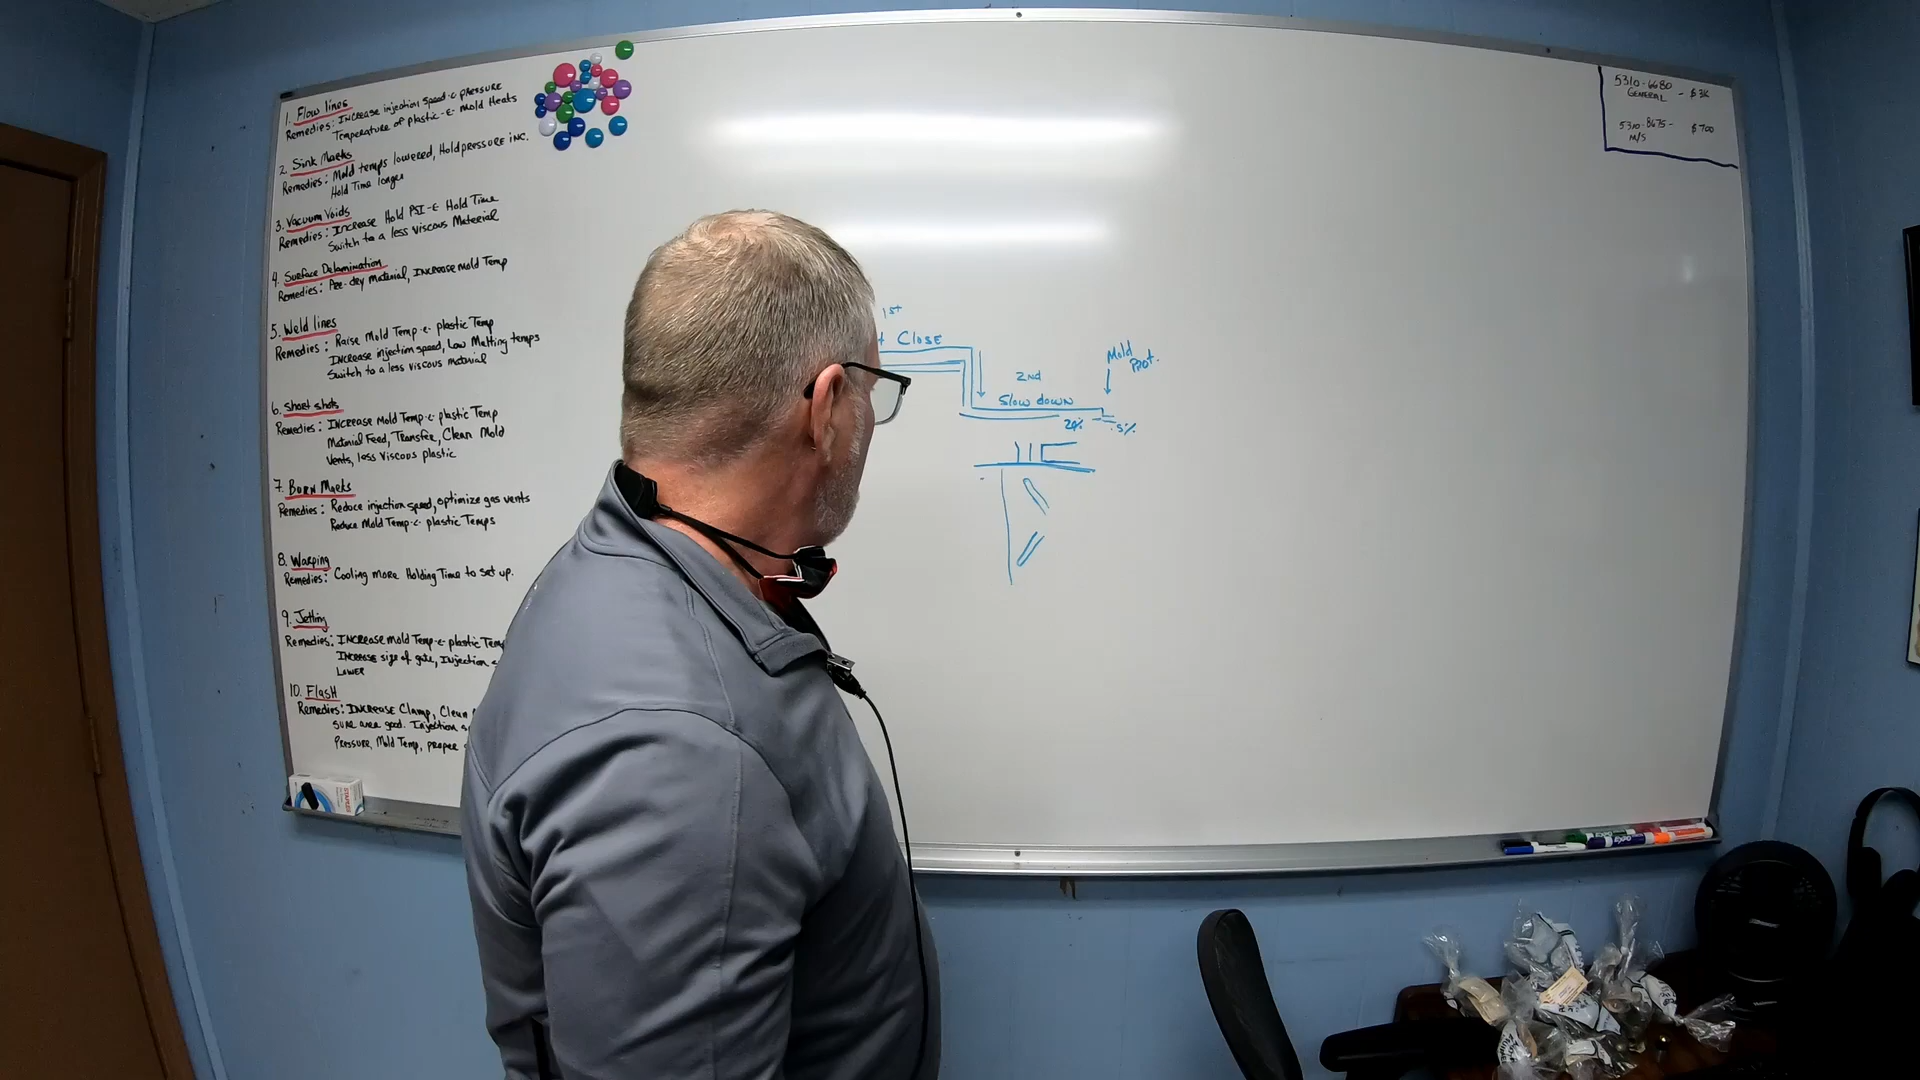 1. Flow lines
Remedies: INCREASE injection speed & PRESSURE
Temperature of plastic & Mold Heats
2. Sink Marks
Remedies: Mold temps lowered, Hold pressure INC.
Hold Time longer
3. Vacuum Voids
Remedies: INCREASE Hold PSI & Hold Time
Switch to a less viscous Material
4. Surface Delamination
Remedies: Pre-dry material, INCREASE Mold Temp
5. Weld lines
Remedies: Raise Mold Temp & plastic Temp
INCREASE injection speed, Low Melting temps
Switch to a less viscous material
6. Short shots
Remedies: INCREASE Mold Temp & plastic Temp
Material Feed, Transfer, Clean Mold
Vents, less viscous plastic
7. Burn Marks
Remedies: Reduce injection speed, optimize gas vents
Reduce Mold Temp & plastic Temps
8. Warping
Remedies: Cooling more Holding Time to set up.
9. Jetting
Remedies: INCREASE mold Temp & plastic Tem
INCREASE size of gate, Injection
LOWER
10. FLasH
Remedies: INCREASE Clamp, Clean
sure area good. Injection
Pressure, Mold Temp, proper
STAPLES
1st
Close
2nd
Slow down
Mold
Prot.
2%
.5%
5310-6680
GENERAL - $3K
5310-8675 - $700
M/S